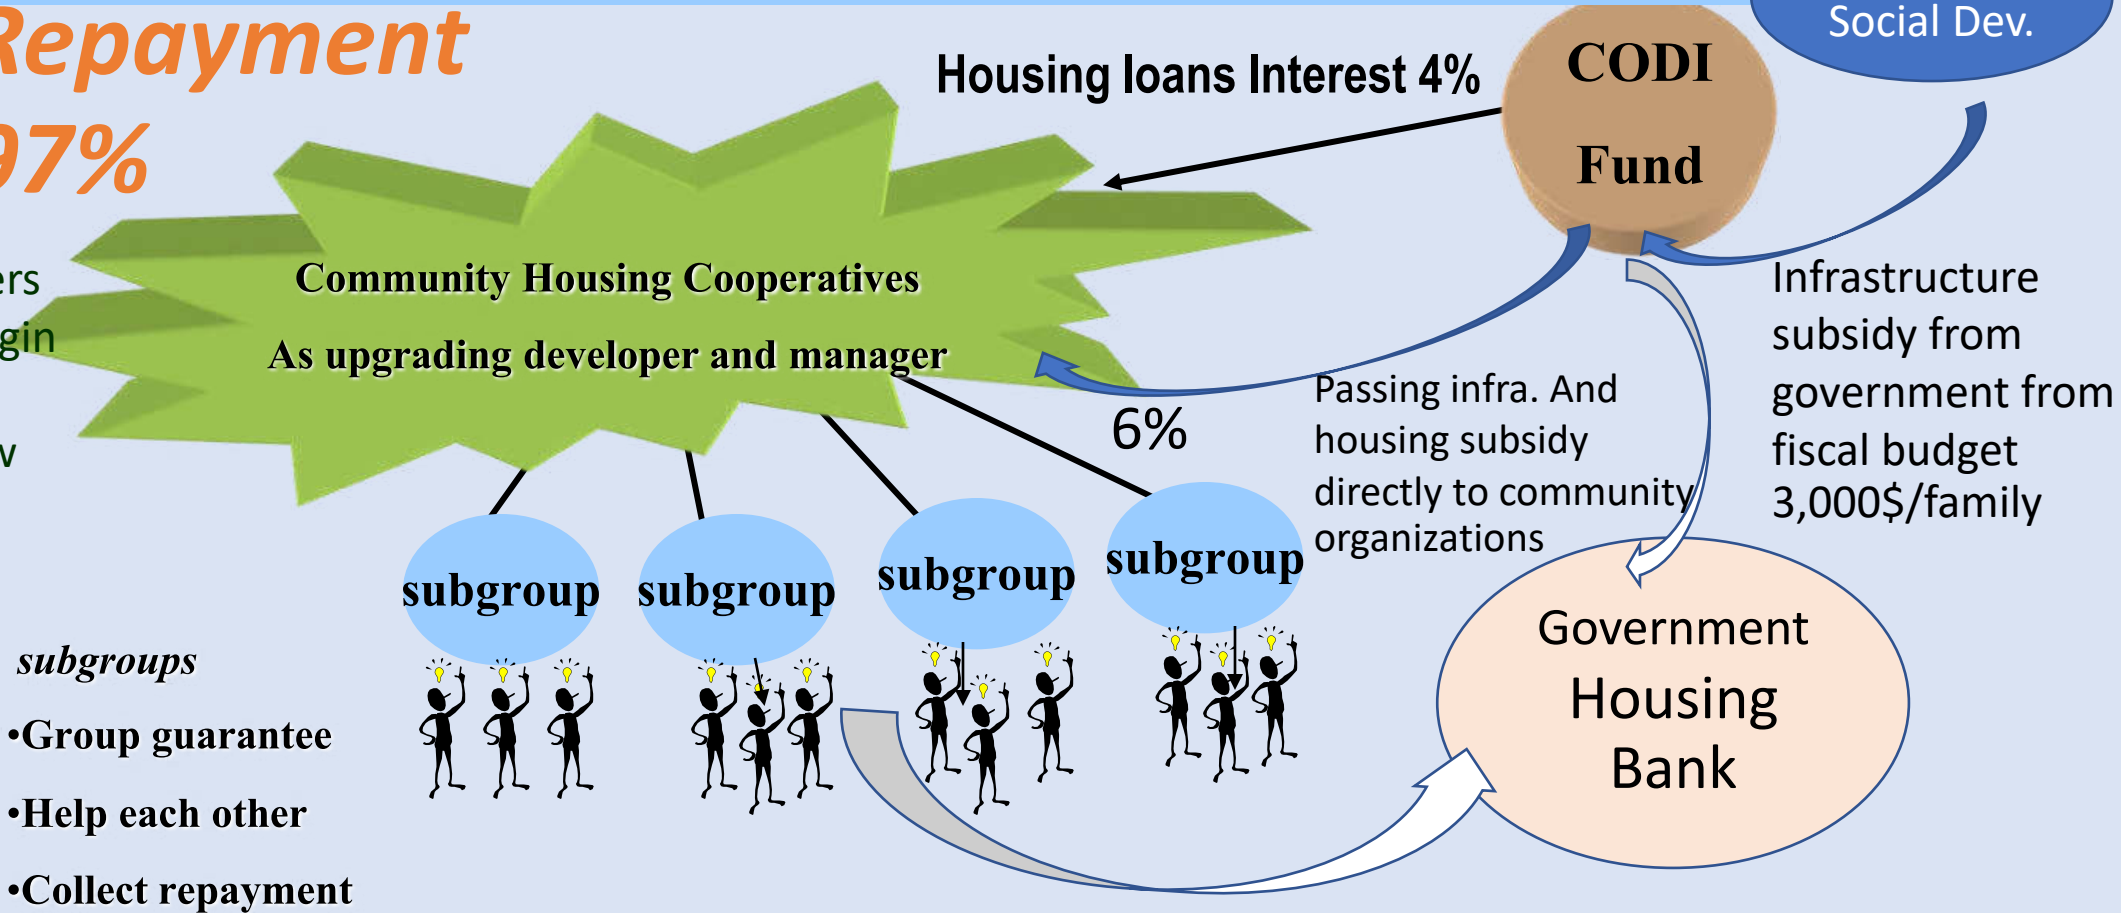 Repayment
97%
Social Dev.
CODI
Fund
Housing loans Interest 4%
Community Housing Cooperatives
As upgrading developer and manager
Infrastructure
subsidy from
government from
fiscal budget
3,000$/family
Passing infra. And
housing subsidy
directly to community
organizations
6%
subgroup
subgroup
subgroup
subgroup
Government
Housing
Bank
subgroups
•Group guarantee
•Help each other
•Collect repayment